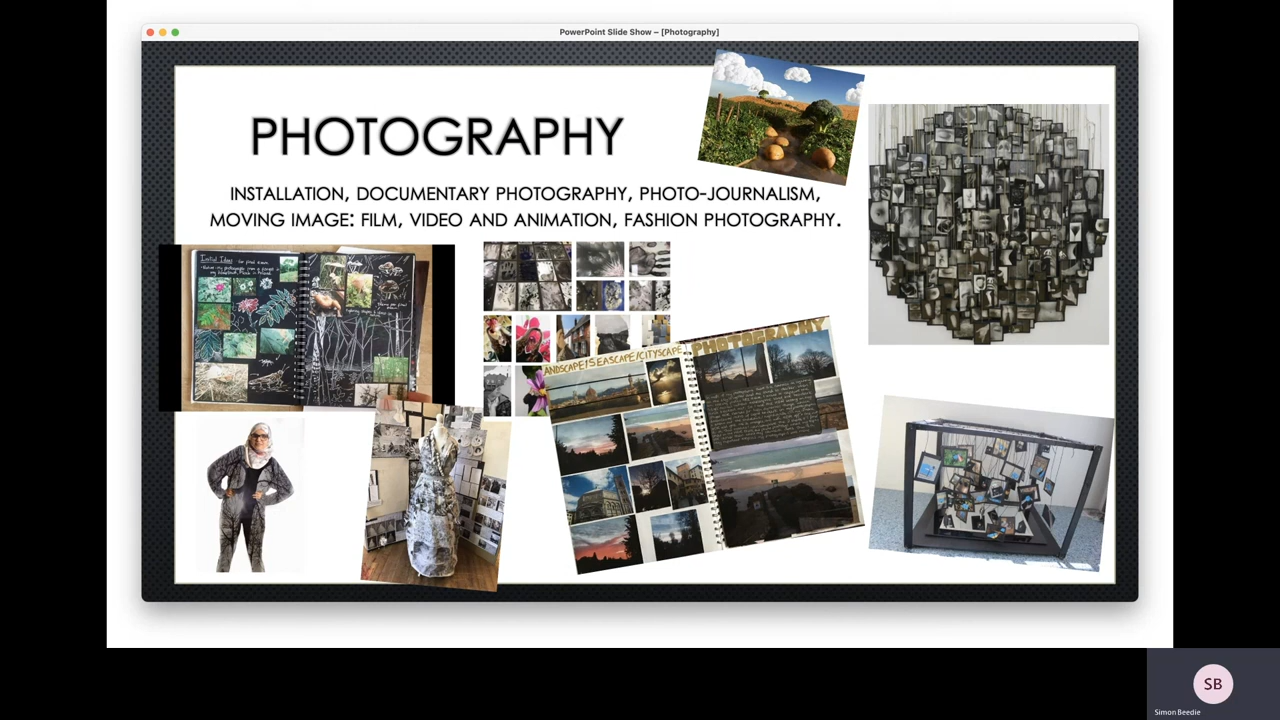 PowerPoint Slide Show – [Photography]
PHOTOGRAPHY
INSTALLATION, DOCUMENTARY PHOTOGRAPHY, PHOTO-JOURNALISM,
MOVING IMAGE: FILM, VIDEO AND ANIMATION, FASHION PHOTOGRAPHY.
Initial Ideas
ANDSCAPE/SEASCAPE/CITYSCAPE
PHOTOGRAPHY
SB
Simon Beedie